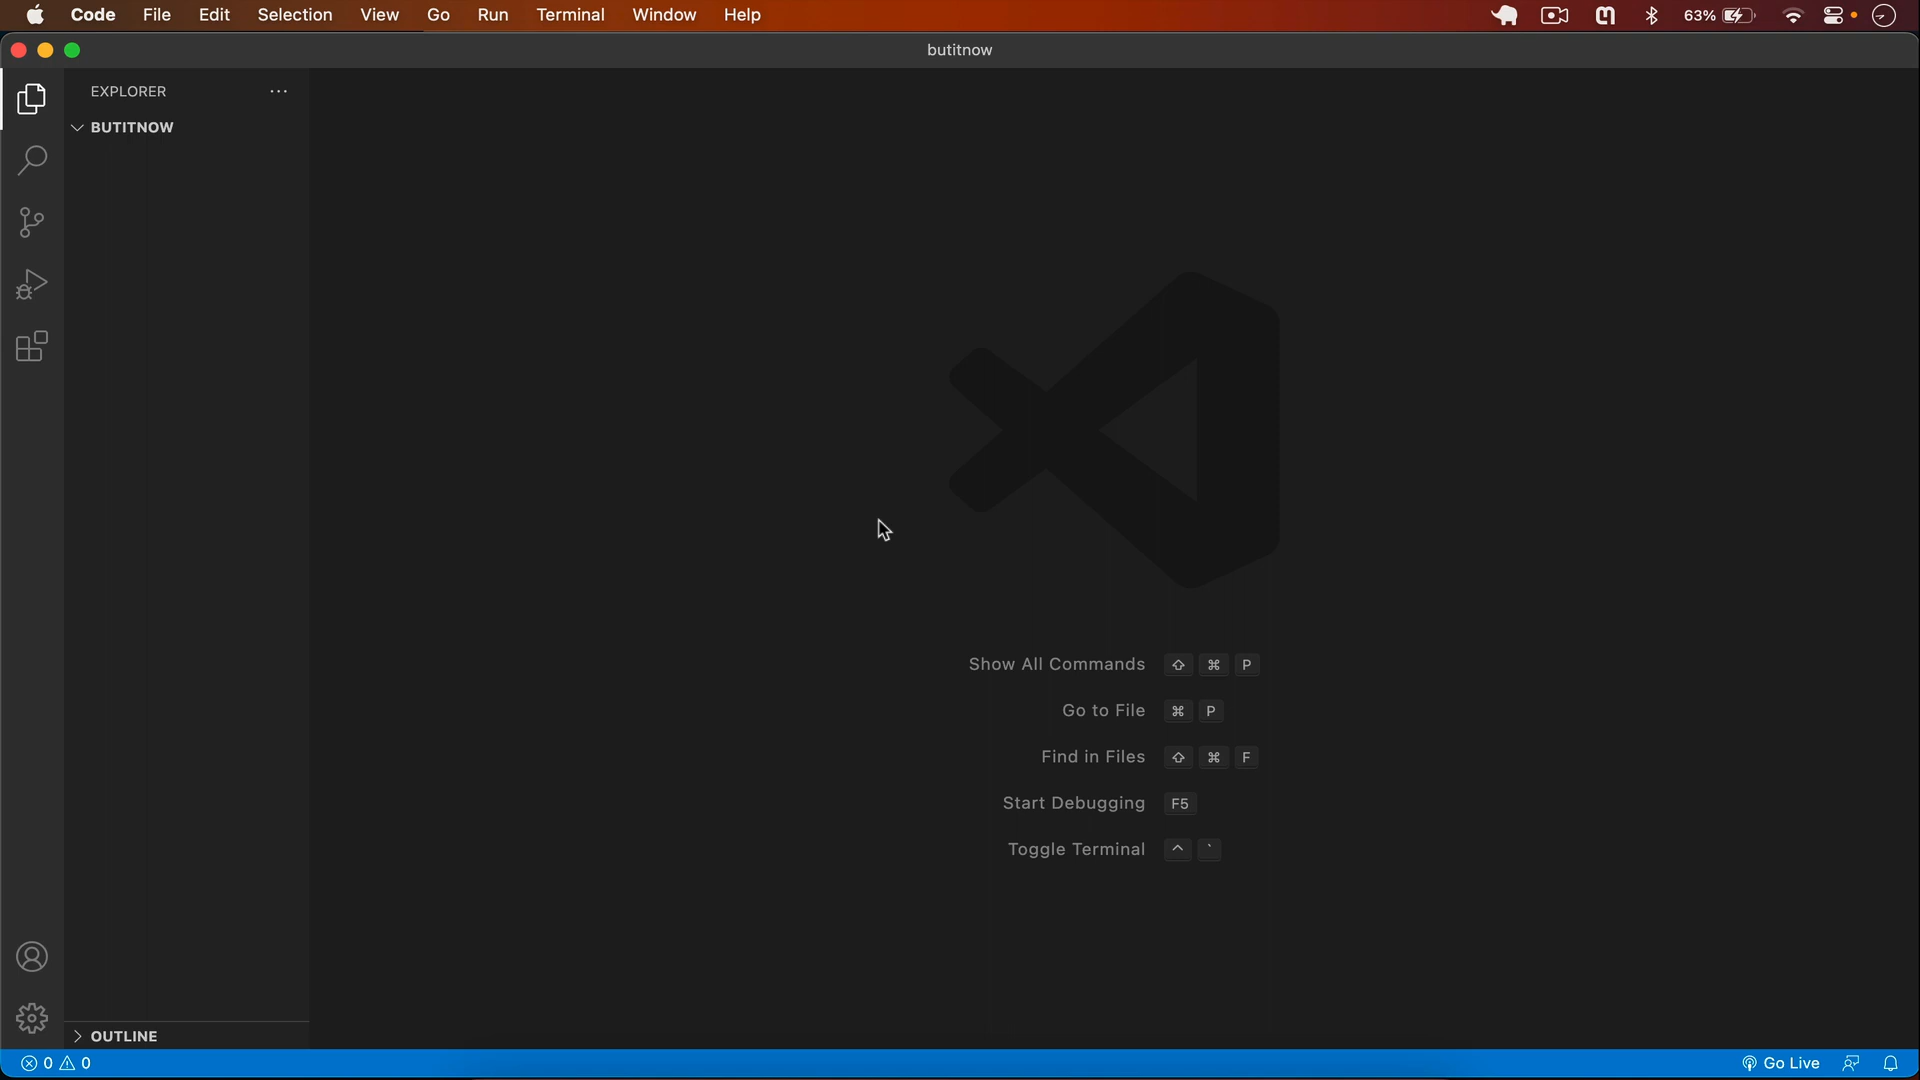 Code File Edit Selection View Go Run Terminal Window Help 63%
butitnow
EXPLORER
BUTITNOW
Show All Commands ⇧ ⌘ P
Go to File ⌘ P
Find in Files ⇧ ⌘ F
Start Debugging F5
Toggle Terminal ^ `
OUTLINE
0 0 Go Live